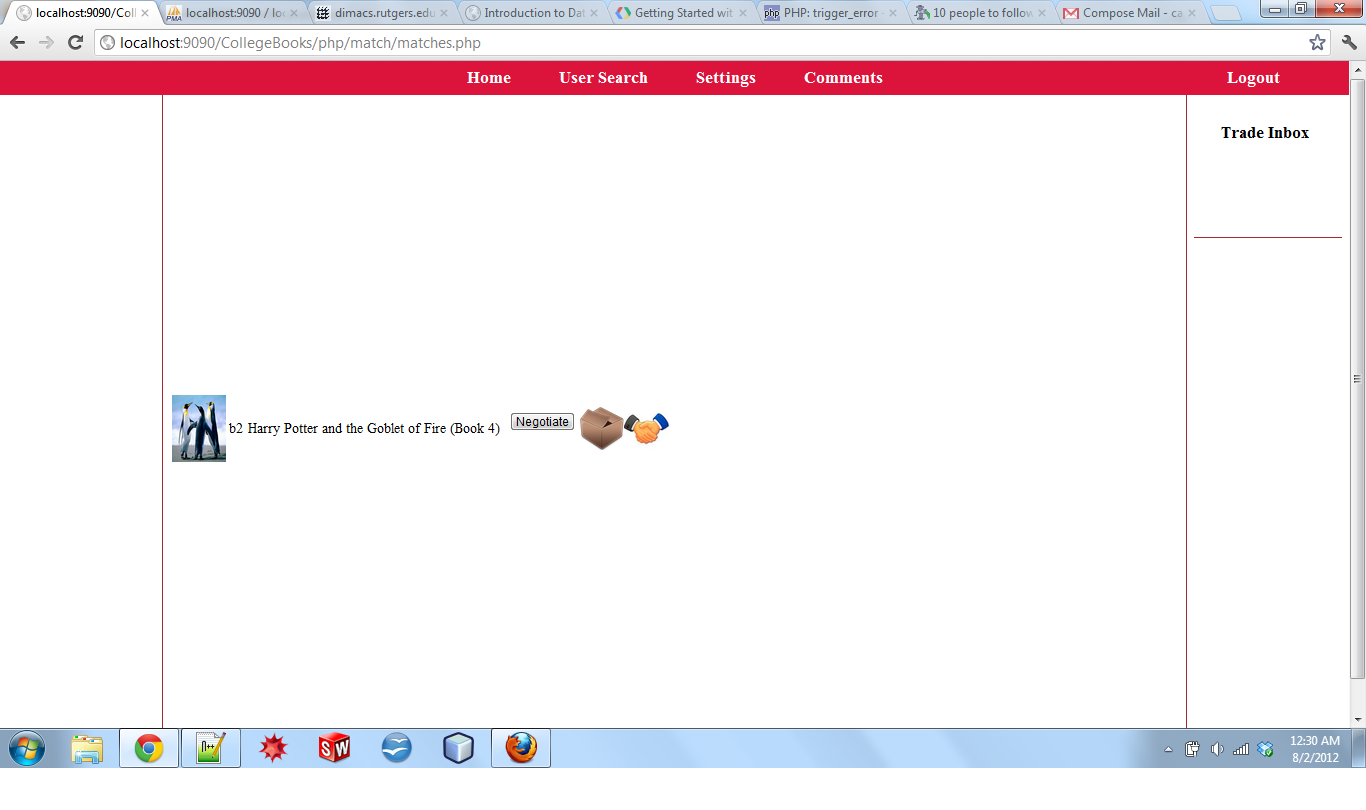 localhost:9090/Coll
localhost:9090 / loc
dimacs.rutgers.edu
Introduction to Dat
Getting Started wit
php PHP: trigger_error
10 people to follow
Compose Mail - ca
localhost:9090/CollegeBooks/php/match/matches.php
Home User Search Settings Comments Logout
Trade Inbox
b2 Harry Potter and the Goblet of Fire (Book 4) Negotiate
12:30 AM
8/2/2012